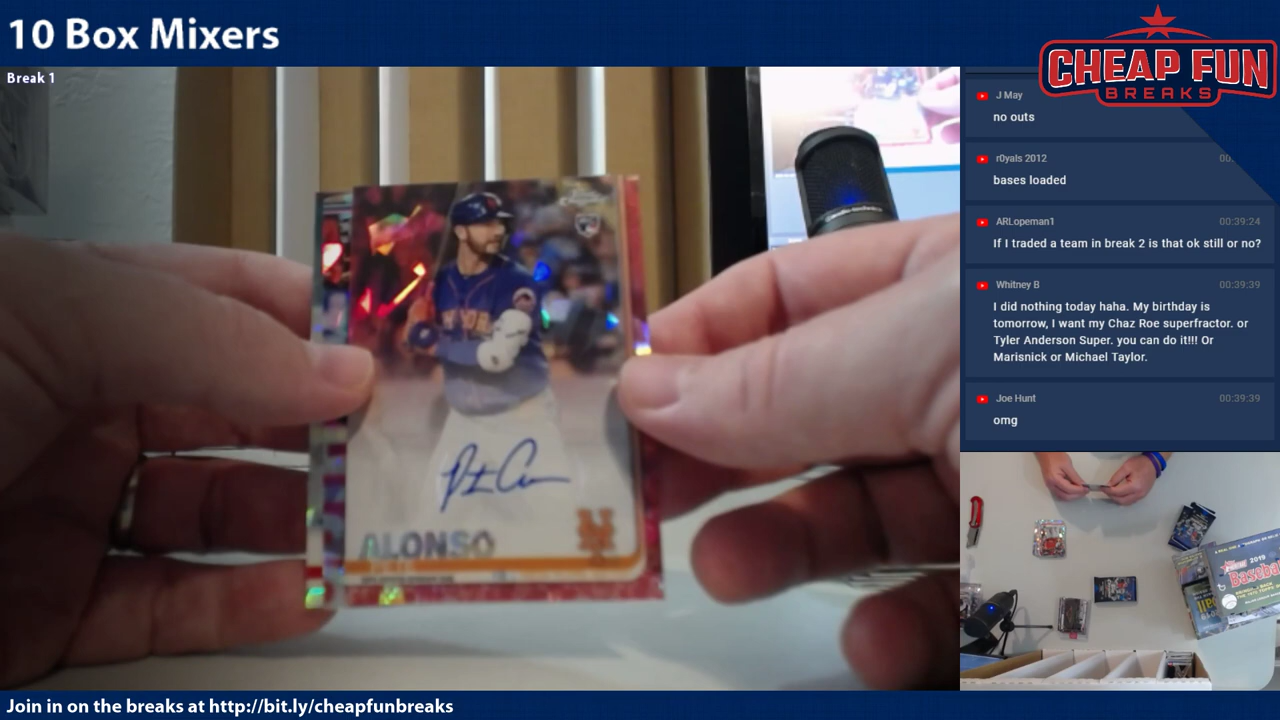 10 Box Mixers
CHEAP FUN
BREAKS
Break 1
J May
no outs
r0yals 2012
bases loaded
ARLopeman1 00:39:24
If I traded a team in break 2 is that ok still or no?
Whitney B 00:39:39
I did nothing today haha. My birthday is
tomorrow, I want my Chaz Roe superfractor. or
Tyler Anderson Super. you can do it!!! Or
Marisnick or Michael Taylor.
Joe Hunt 00:39:39
omg
ALONSO
2019
Baseball
Join in on the breaks at http://bit.ly/cheapfunbreaks